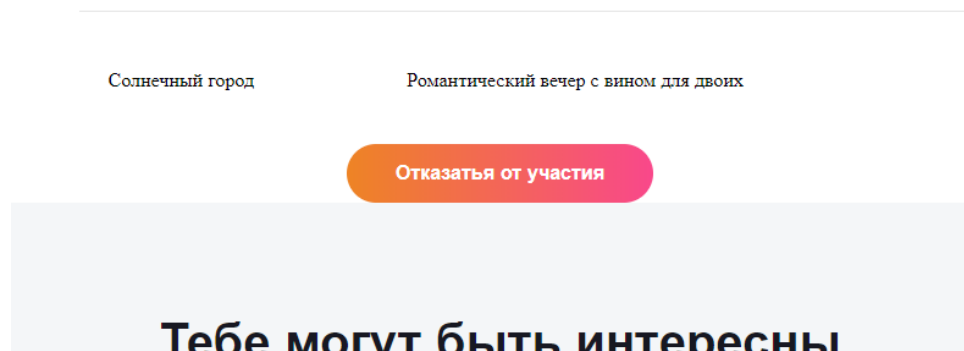 Солнечный город Романтический вечер с вином для двоих
Отказатья от участия
Тебе могут быть интересны